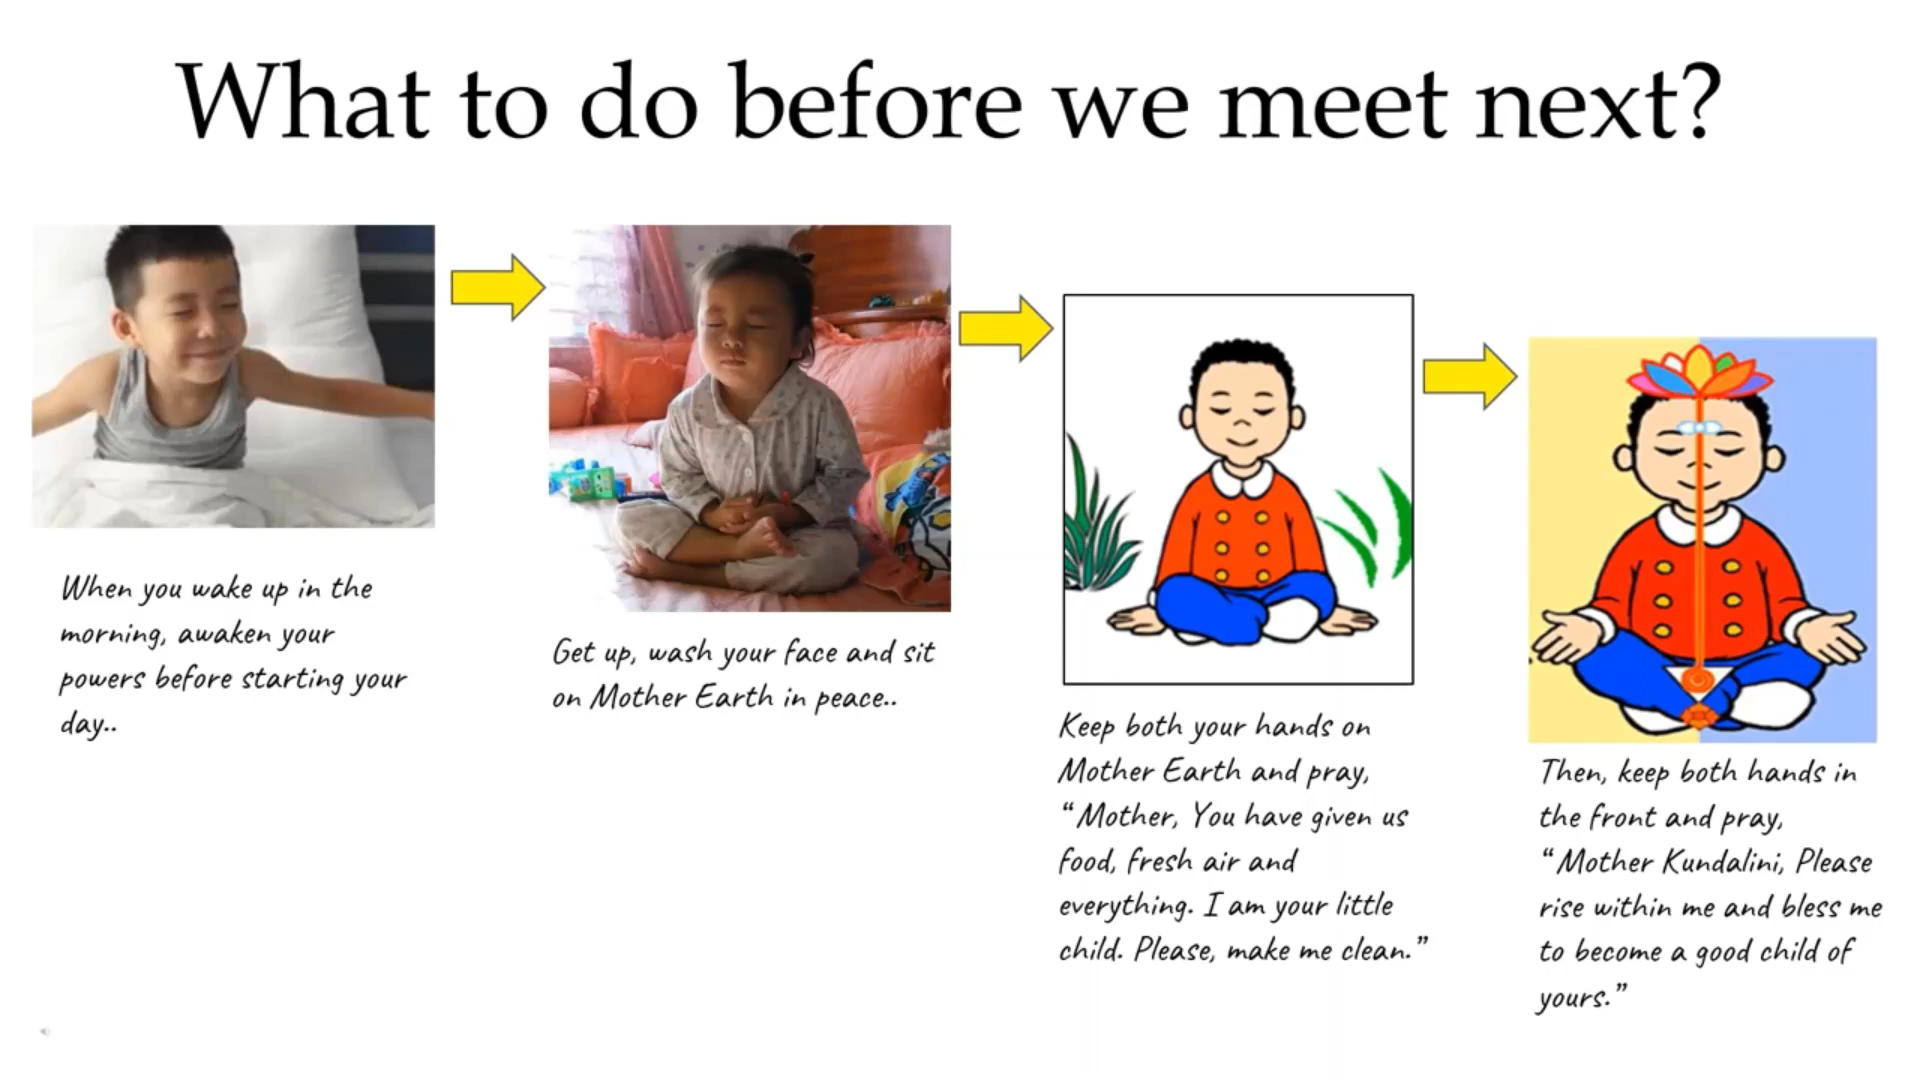 What to do before we meet next?
When you wake up in the
morning, awaken your
powers before starting your
day..
Get up, wash your face and sit
on Mother Earth in peace..
Keep both your hands on
Mother Earth and pray,
“Mother, You have given us
food, fresh air and
everything. I am your little
child. Please, make me clean.”
Then, keep both hands in
the front and pray,
“Mother Kundalini, Please
rise within me and bless me
to become a good child of
yours.”